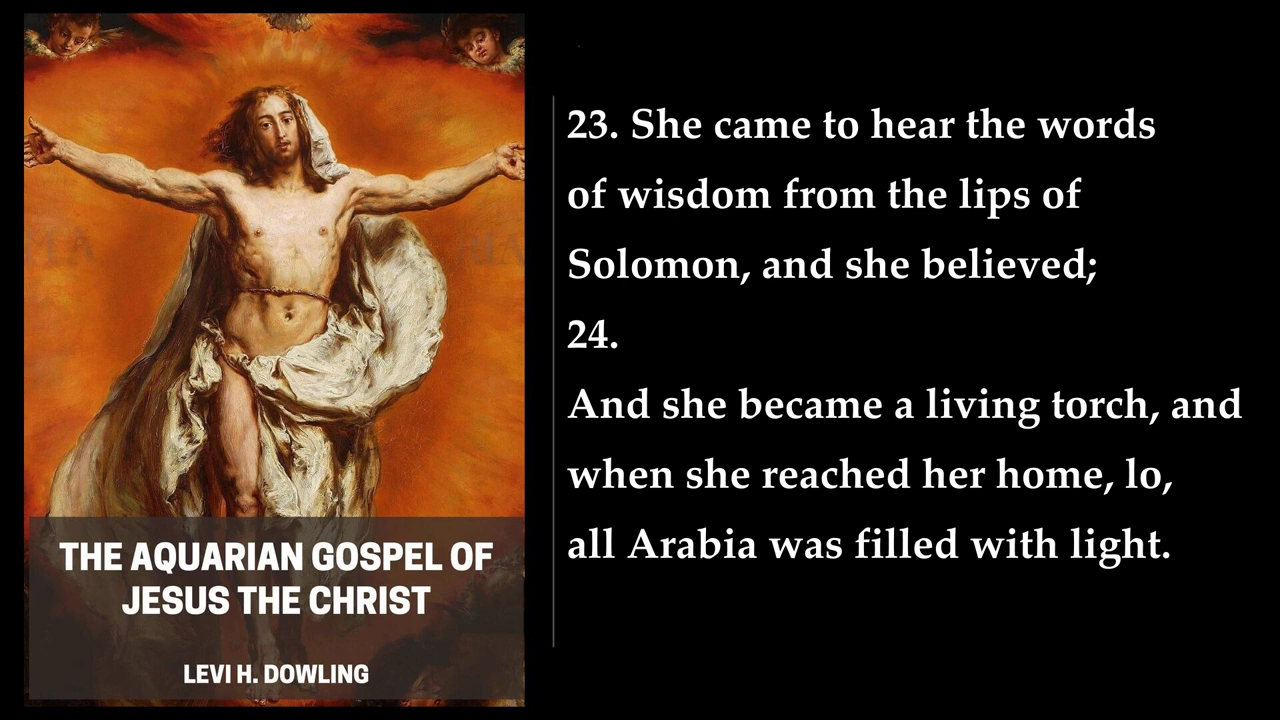 THE AQUARIAN GOSPEL OF
JESUS THE CHRIST
LEVI H. DOWLING
23. She came to hear the words
of wisdom from the lips of
Solomon, and she believed;
24.
And she became a living torch, and
when she reached her home, lo,
all Arabia was filled with light.